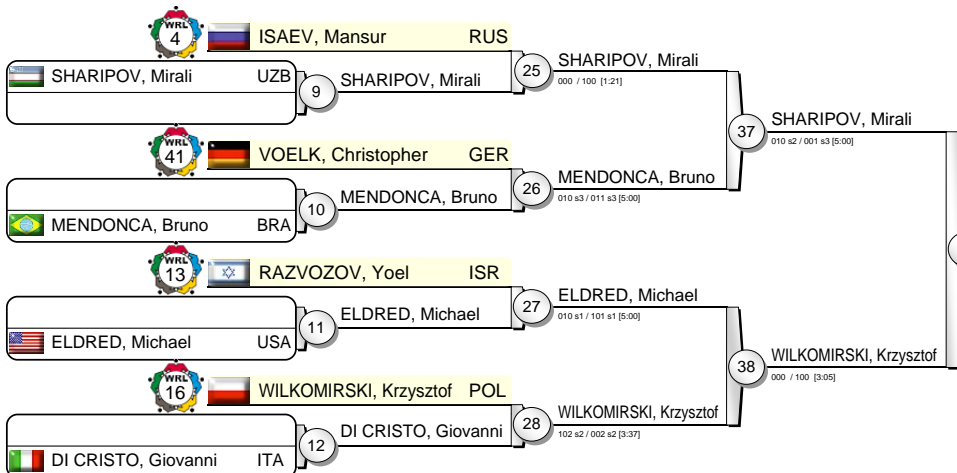 WRL
4
ISAEV, Mansur RUS
SHARIPOV, Mirali UZB
9
SHARIPOV, Mirali
25
SHARIPOV, Mirali
000 / 100 [1:21]
WRL
41
VOELK, Christopher GER
MENDONCA, Bruno BRA
10
MENDONCA, Bruno
26
MENDONCA, Bruno
010 s3 / 011 s3 [5:00]
37
SHARIPOV, Mirali
010 s2 / 001 s3 [5:00]
WRL
13
RAZVOZOV, Yoel ISR
ELDRED, Michael USA
11
ELDRED, Michael
27
ELDRED, Michael
010 s1 / 101 s1 [5:00]
WRL
16
WILKOMIRSKI, Krzysztof POL
DI CRISTO, Giovanni ITA
12
DI CRISTO, Giovanni
28
WILKOMIRSKI, Krzysztof
102 s2 / 002 s2 [3:37]
38
WILKOMIRSKI, Krzysztof
000 / 100 [3:05]